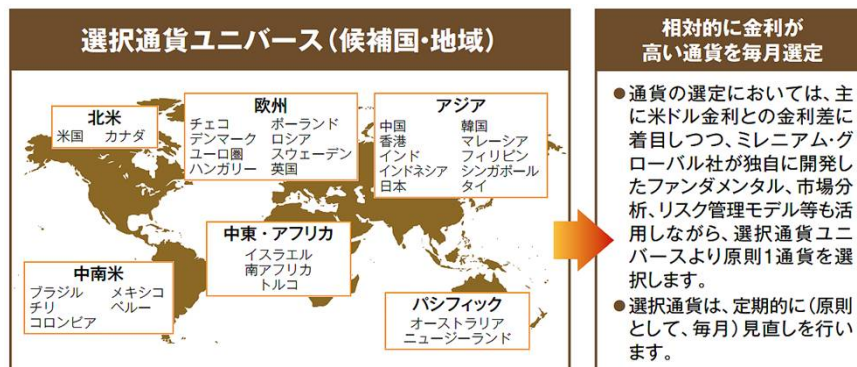 選択通貨ユニバース(候補国・地域)
北米
米国 カナダ
欧州
チェコ ポーランド
デンマーク ロシア
ユーロ圏 スウェーデン
ハンガリー 英国
アジア
中国 韓国
香港 マレーシア
インド フィリピン
インドネシア シンガポール
日本 タイ
中東・アフリカ
イスラエル
南アフリカ
トルコ
中南米
ブラジル メキシコ
チリ ペルー
コロンビア
パシフィック
オーストラリア
ニュージーランド
相対的に金利が
高い通貨を毎月選定
●通貨の選定においては、主
に米ドル金利との金利差に
着目しつつ、ミレニアム・グ
ローバル社が独自に開発し
たファンダメンタル、市場分
析、リスク管理モデル等も活
用しながら、選択通貨ユニ
バースより原則1通貨を選
択します。
●選択通貨は、定期的に(原則
として、毎月)見直しを行い
ます。